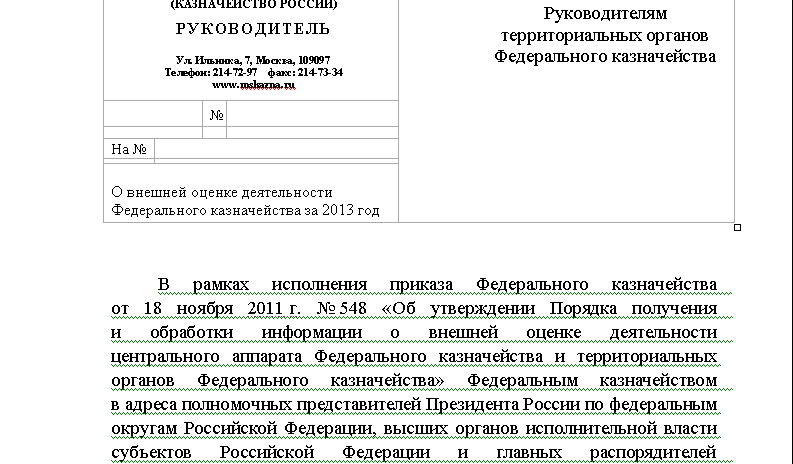 (КАЗНАЧЕЙСТВО РОССИИ)
РУКОВОДИТЕЛЬ
Ул. Ильинка, 7, Москва, 109097
Телефон: 214-72-97 факс: 214-73-34
www.mskazna.ru
№
На №
О внешней оценке деятельности
Федерального казначейства за 2013 год
Руководителям
территориальных органов
Федерального казначейства
В рамках исполнения приказа Федерального казначейства
от 18 ноября 2011 г. № 548 «Об утверждении Порядка получения
и обработки информации о внешней оценке деятельности
центрального аппарата Федерального казначейства и территориальных
органов Федерального казначейства» Федеральным казначейством
в адреса полномочных представителей Президента России по федеральным
округам Российской Федерации, высших органов исполнительной власти
субъектов Российской Федерации и главных распорядителей